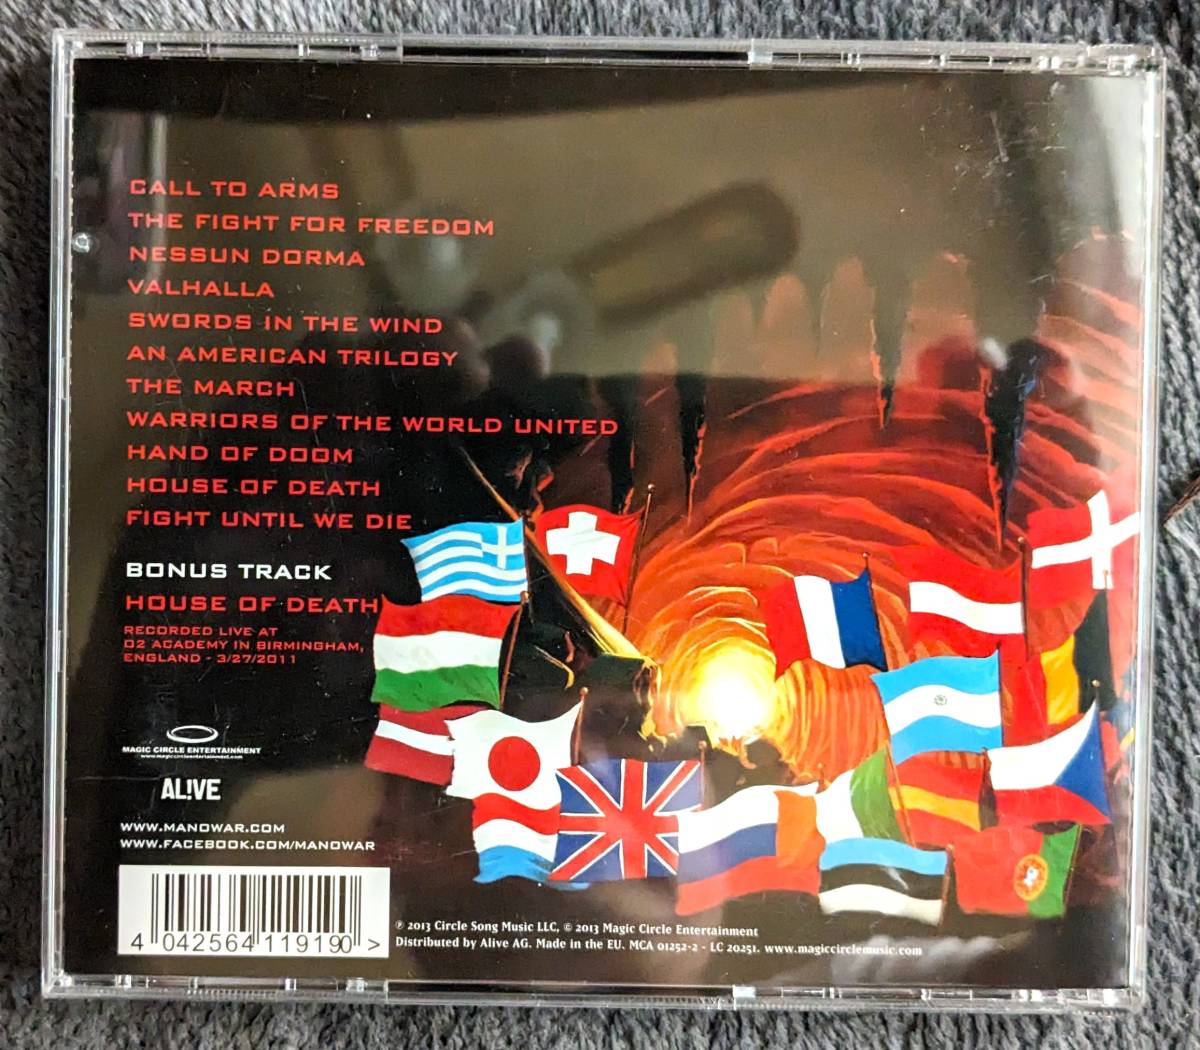 CALL TO ARMS
THE FIGHT FOR FREEDOM
NESSUN DORMA
VALHALLA
SWORDS IN THE WIND
AN AMERICAN TRILOGY
THE MARCH
WARRIORS OF THE WORLD UNITED
HAND OF DOOM
HOUSE OF DEATH
FIGHT UNTIL WE DIE
BONUS TRACK
HOUSE OF DEATH
RECORDED LIVE AT
O2 ACADEMY IN BIRMINGHAM,
ENGLAND - 3/27/2011
MAGIC CIRCLE ENTERTAINMENT
www.magiccircleentertainment.com
AL!VE
WWW.MANOWAR.COM
WWW.FACEBOOK.COM/MANOWAR
4 042564 119190 >
℗ 2013 Circle Song Music LLC, © 2013 Magic Circle Entertainment
Distributed by Alive AG. Made in the EU. MCA 01252-2 - LC 20251. www.magiccirclemusic.com